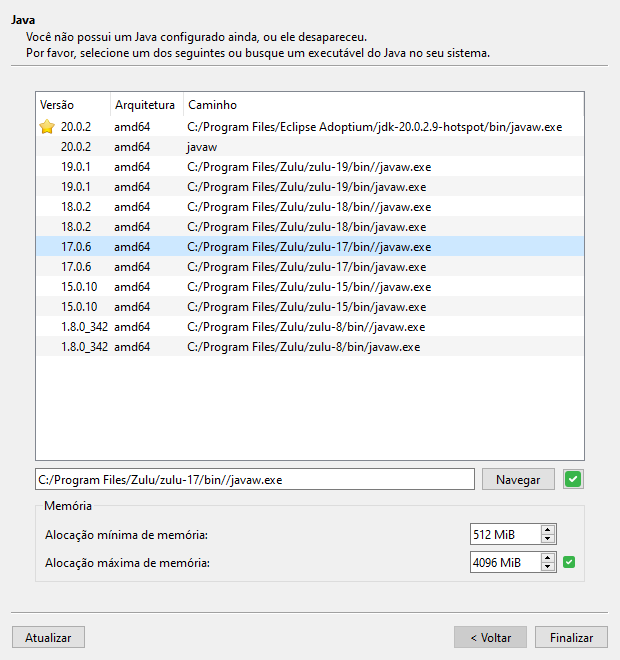 Java
Você não possui um Java configurado ainda, ou ele desapareceu.
Por favor, selecione um dos seguintes ou busque um executável do Java no seu sistema.
Versão Arquitetura Caminho
20.0.2 amd64 C:/Program Files/Eclipse Adoptium/jdk-20.0.2.9-hotspot/bin/javaw.exe
20.0.2 amd64 javaw
19.0.1 amd64 C:/Program Files/Zulu/zulu-19/bin//javaw.exe
19.0.1 amd64 C:/Program Files/Zulu/zulu-19/bin/javaw.exe
18.0.2 amd64 C:/Program Files/Zulu/zulu-18/bin//javaw.exe
18.0.2 amd64 C:/Program Files/Zulu/zulu-18/bin/javaw.exe
17.0.6 amd64 C:/Program Files/Zulu/zulu-17/bin//javaw.exe
17.0.6 amd64 C:/Program Files/Zulu/zulu-17/bin/javaw.exe
15.0.10 amd64 C:/Program Files/Zulu/zulu-15/bin//javaw.exe
15.0.10 amd64 C:/Program Files/Zulu/zulu-15/bin/javaw.exe
1.8.0_342 amd64 C:/Program Files/Zulu/zulu-8/bin//javaw.exe
1.8.0_342 amd64 C:/Program Files/Zulu/zulu-8/bin/javaw.exe
C:/Program Files/Zulu/zulu-17/bin//javaw.exe Navegar
Memória
Alocação mínima de memória: 512 MiB
Alocação máxima de memória: 4096 MiB
Atualizar < Voltar Finalizar